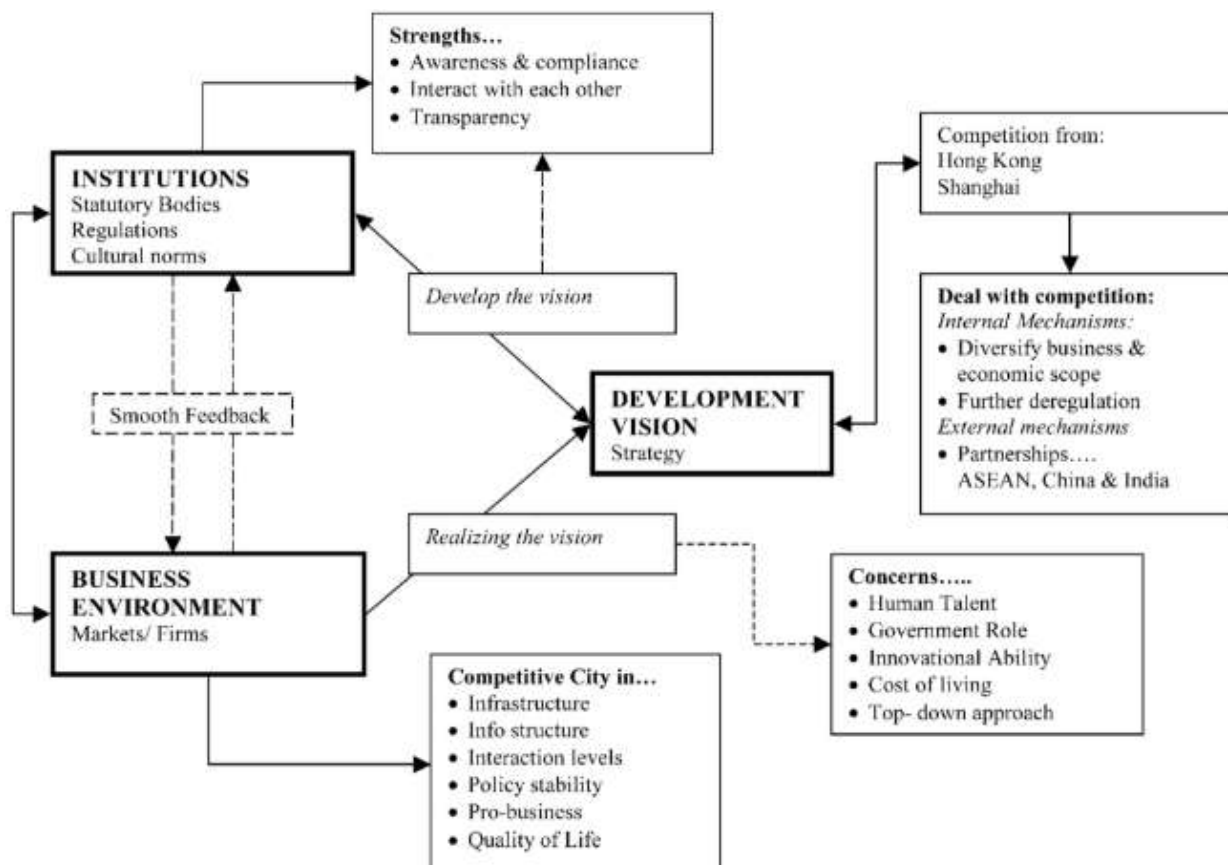 Strengths…
• Awareness & compliance
• Interact with each other
• Transparency
Competition from:
Hong Kong
Shanghai
INSTITUTIONS
Statutory Bodies
Regulations
Cultural norms
Develop the vision
Deal with competition:
Internal Mechanisms:
• Diversify business &
economic scope
• Further deregulation
External mechanisms
• Partnerships….
ASEAN, China & India
Smooth Feedback
DEVELOPMENT
VISION
Strategy
Realizing the vision
BUSINESS
ENVIRONMENT
Markets/ Firms
Concerns…..
• Human Talent
• Government Role
• Innovational Ability
• Cost of living
• Top- down approach
Competitive City in…
• Infrastructure
• Info structure
• Interaction levels
• Policy stability
• Pro-business
• Quality of Life